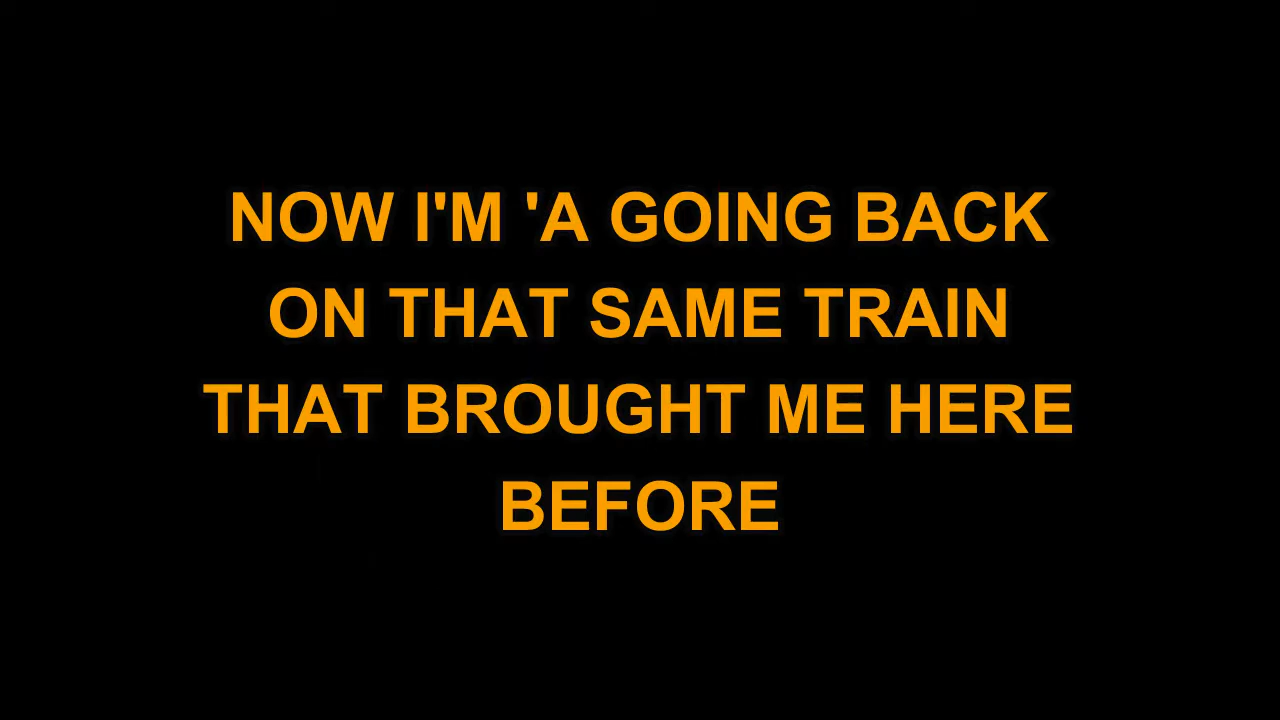 NOW I'M 'A GOING BACK
ON THAT SAME TRAIN
THAT BROUGHT ME HERE
BEFORE